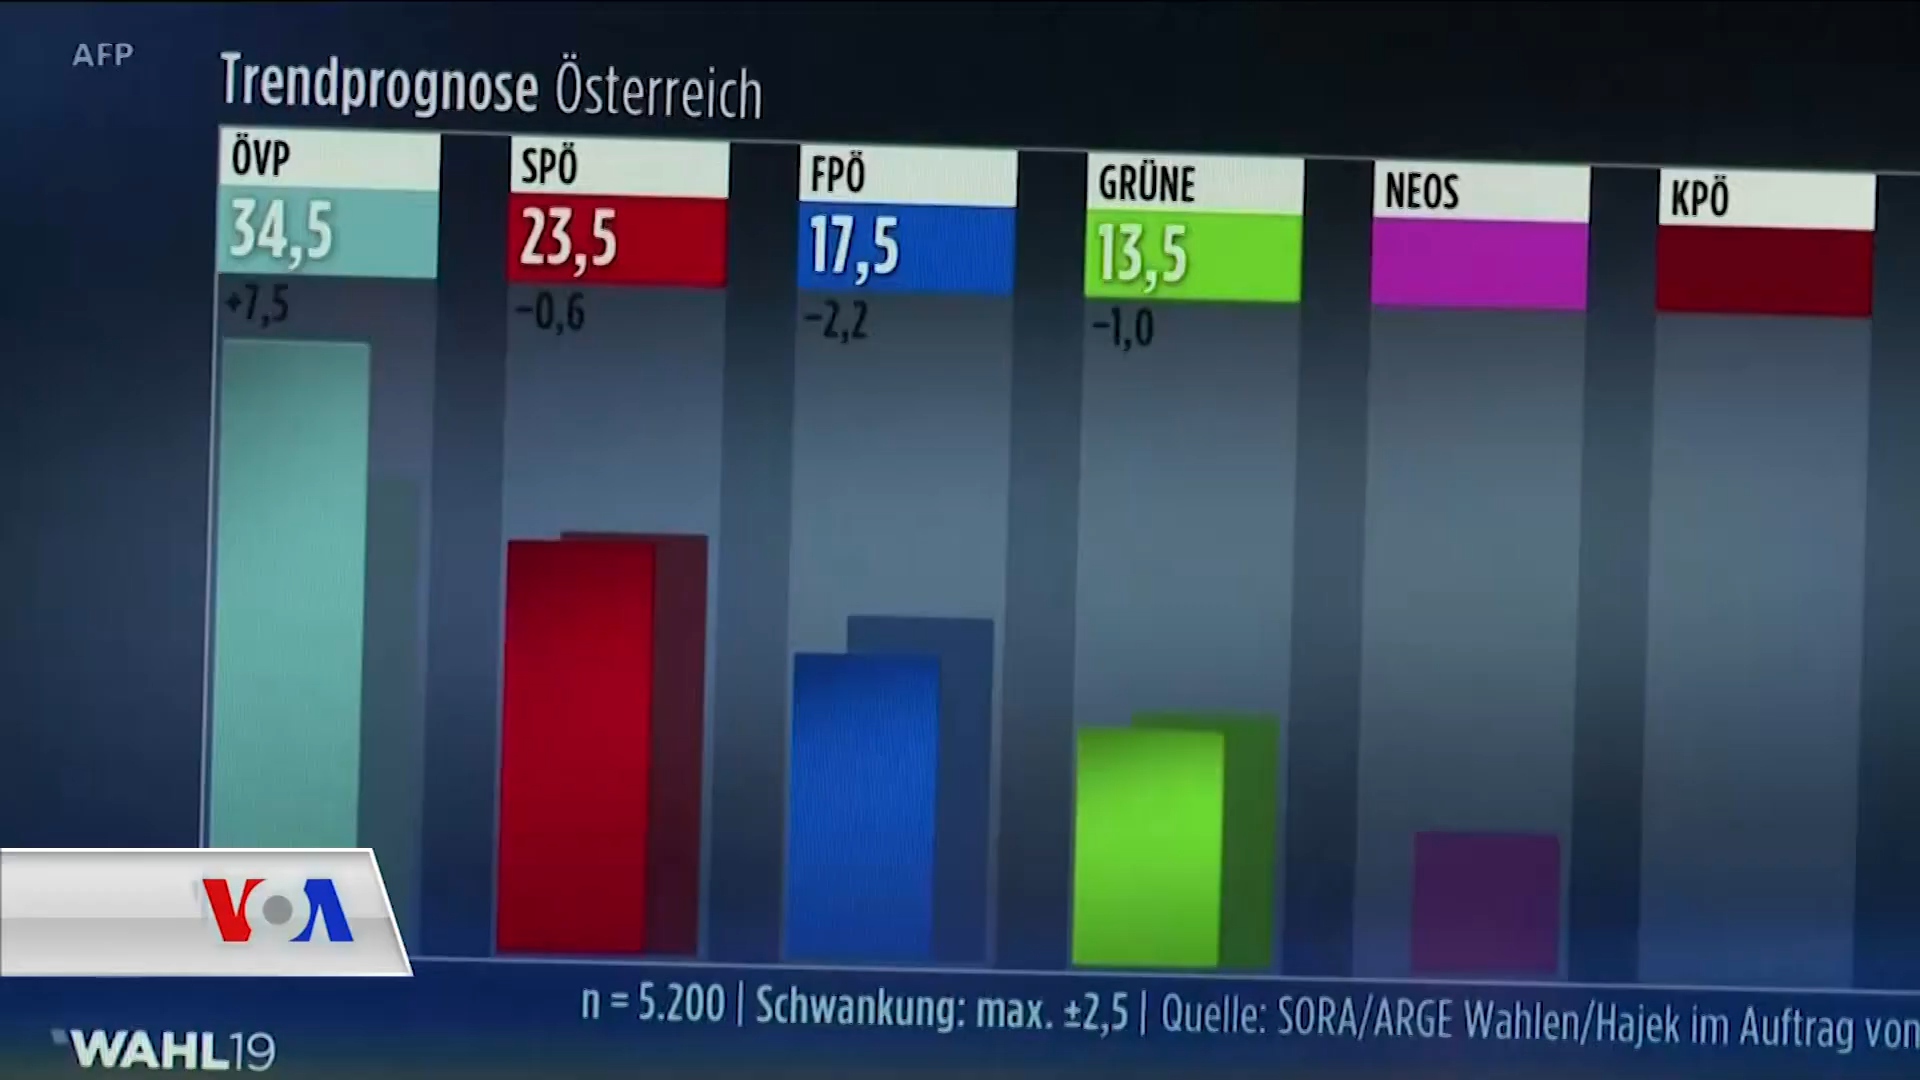 AFP
Trendprognose Österreich
ÖVP
34,5
+7,5
SPÖ
23,5
−0,6
FPÖ
17,5
−2,2
GRÜNE
13,5
−1,0
NEOS
KPÖ
VOA
n = 5.200 | Schwankung: max. ±2,5 | Quelle: SORA/ARGE Wahlen/Hajek im Auftrag von
WAHL19